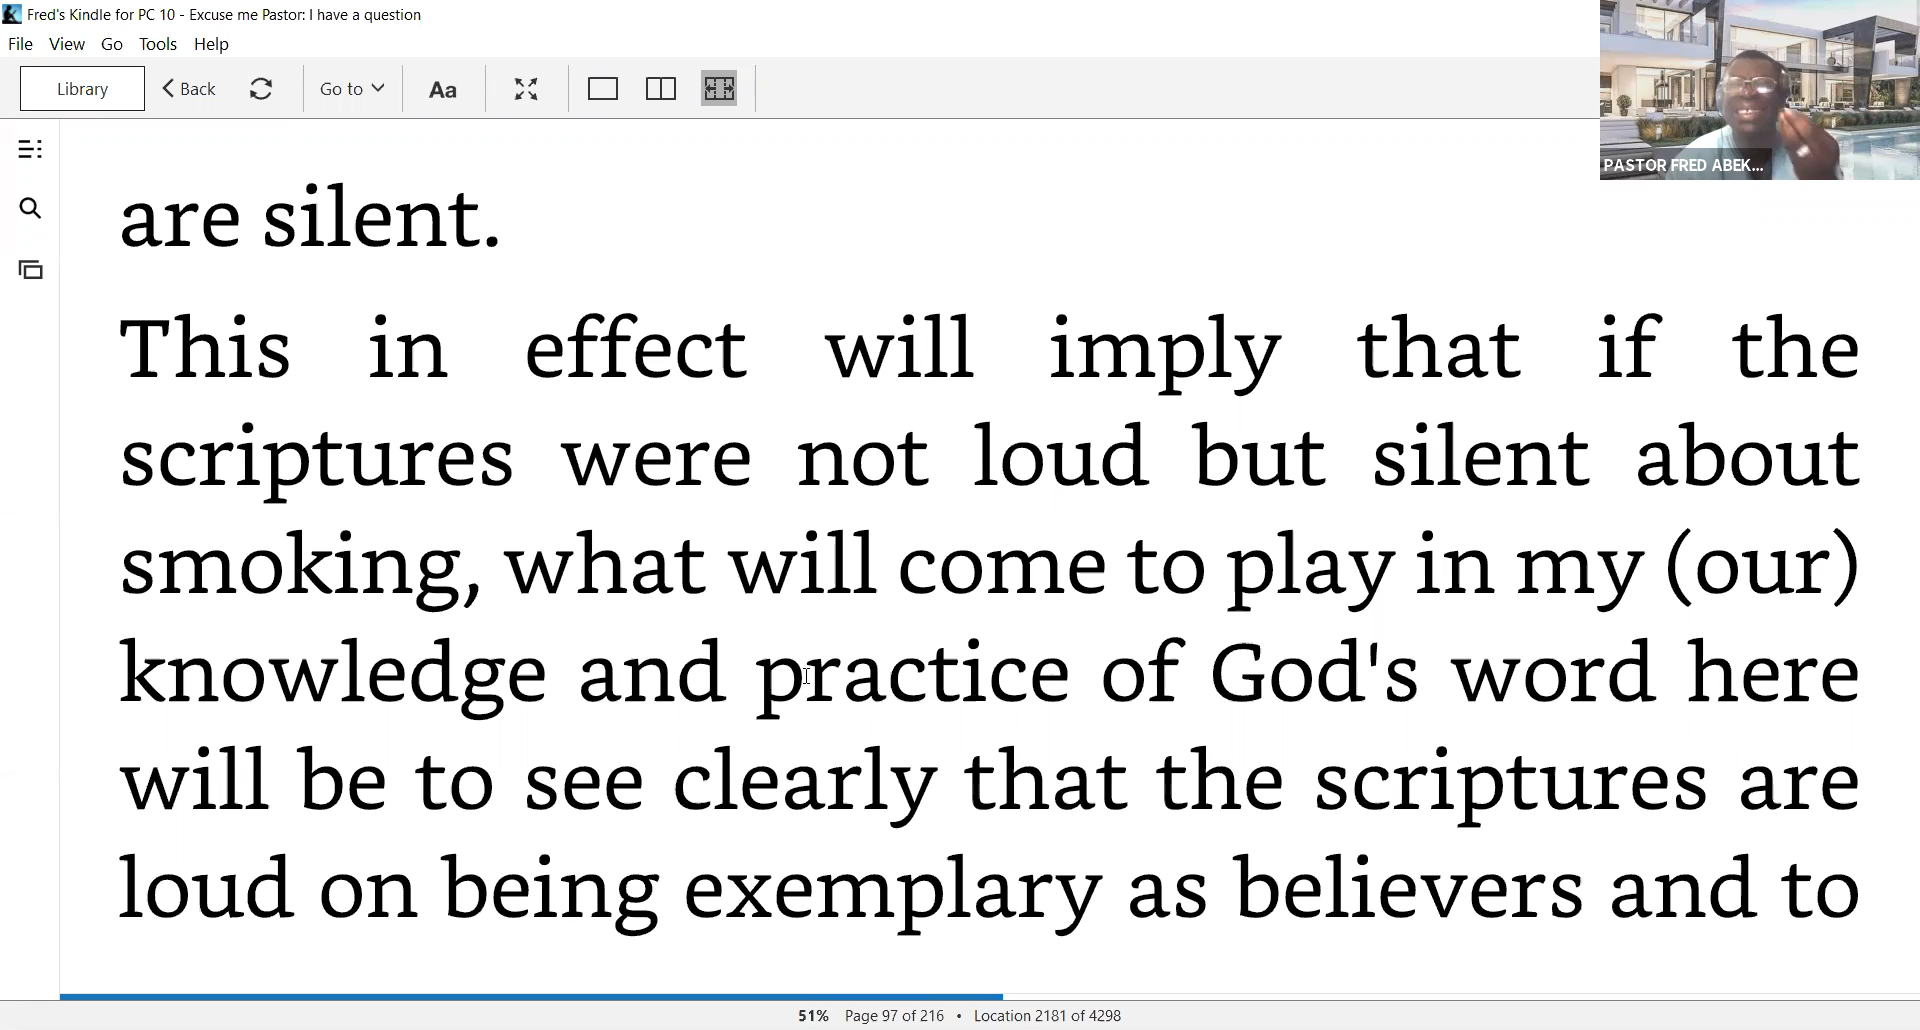 Fred's Kindle for PC 10 - Excuse me Pastor: I have a question
File View Go Tools Help
Library Back Go to Aa
PASTOR FRED ABEK...
are silent.
This in effect will imply that if the
scriptures were not loud but silent about
smoking, what will come to play in my (our)
knowledge and practice of God's word here
will be to see clearly that the scriptures are
loud on being exemplary as believers and to
51% Page 97 of 216 • Location 2181 of 4298